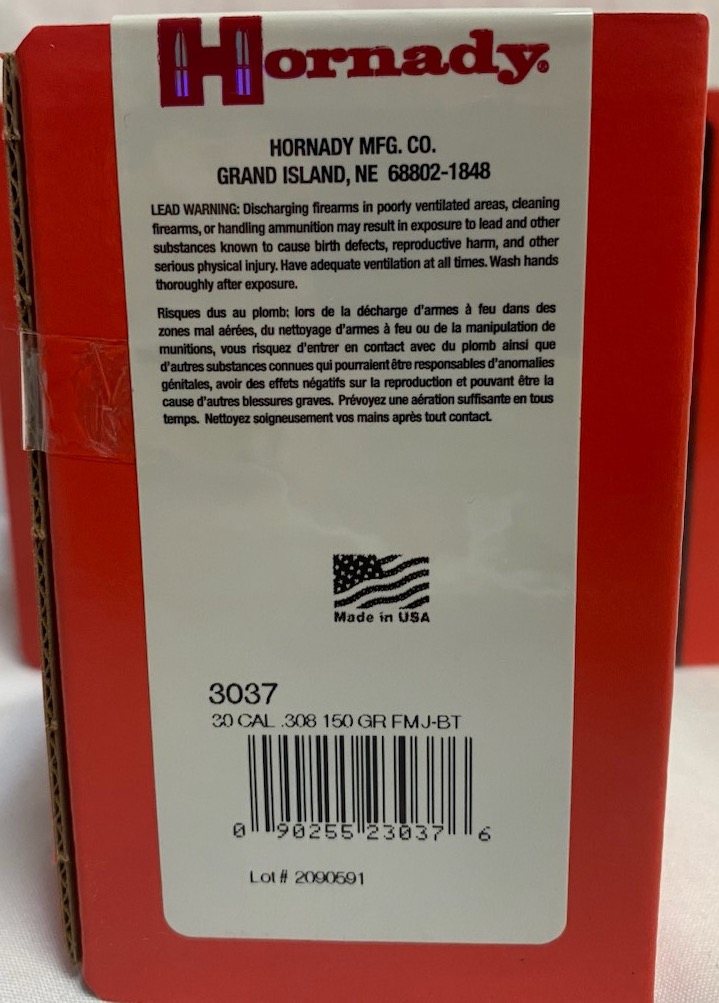 Hornady®
HORNADY MFG. CO.
GRAND ISLAND, NE 68802-1848
LEAD WARNING: Discharging firearms in poorly ventilated areas, cleaning
firearms, or handling ammunition may result in exposure to lead and other
substances known to cause birth defects, reproductive harm, and other
serious physical injury. Have adequate ventilation at all times. Wash hands
thoroughly after exposure.
Risques dus au plomb: lors de la décharge d'armes à feu dans des
zones mal aérées, du nettoyage d'armes à feu ou de la manipulation de
munitions, vous risquez d'entrer en contact avec du plomb ainsi que
d'autres substances connues qui pourraient être responsables d'anomalies
génitales, avoir des effets négatifs sur la reproduction et pouvant être la
cause d'autres blessures graves. Prévoyez une aération suffisante en tous
temps. Nettoyez soigneusement vos mains après tout contact.
Made in USA
3037
30 CAL .308 150 GR FMJ-BT
0 90255 23037 6
Lot # 2090591